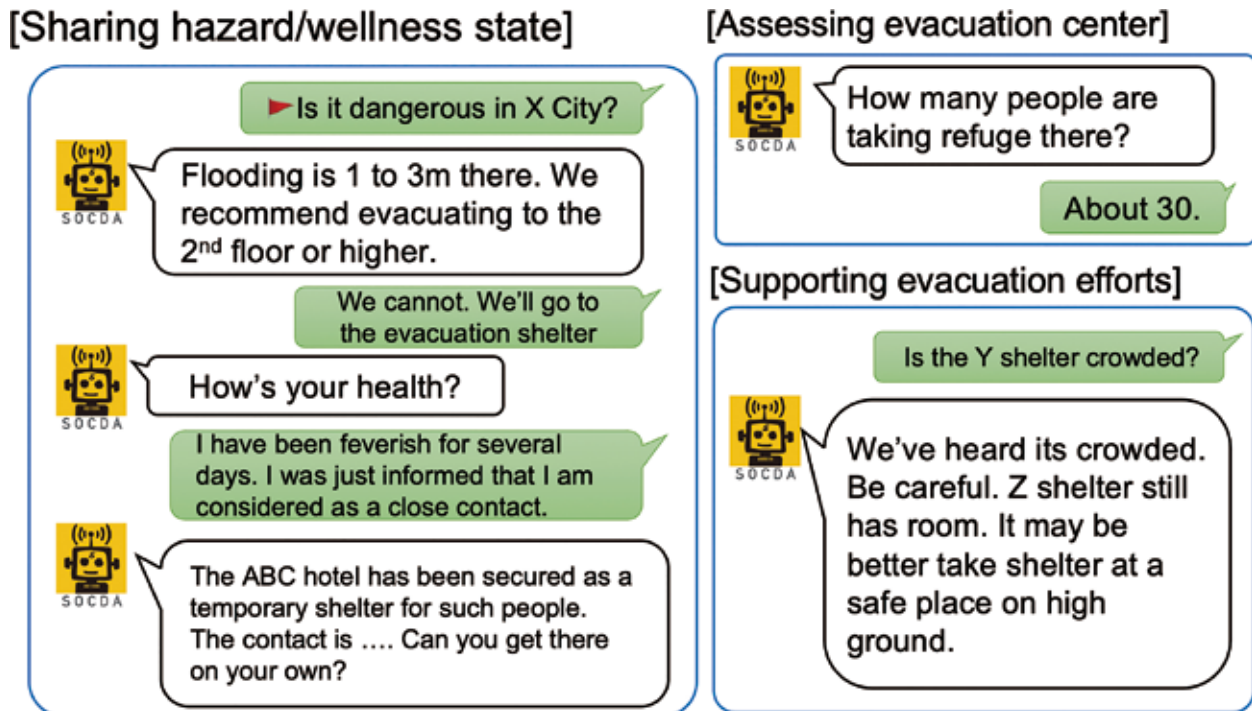 [Sharing hazard/wellness state]
Is it dangerous in X City?
SOCDA
Flooding is 1 to 3m there. We
recommend evacuating to the
2nd floor or higher.
We cannot. We'll go to
the evacuation shelter
SOCDA
How's your health?
I have been feverish for several
days. I was just informed that I am
considered as a close contact.
SOCDA
The ABC hotel has been secured as a
temporary shelter for such people.
The contact is .... Can you get there
on your own?
[Assessing evacuation center]
SOCDA
How many people are
taking refuge there?
About 30.
[Supporting evacuation efforts]
Is the Y shelter crowded?
SOCDA
We've heard its crowded.
Be careful. Z shelter still
has room. It may be
better take shelter at a
safe place on high
ground.